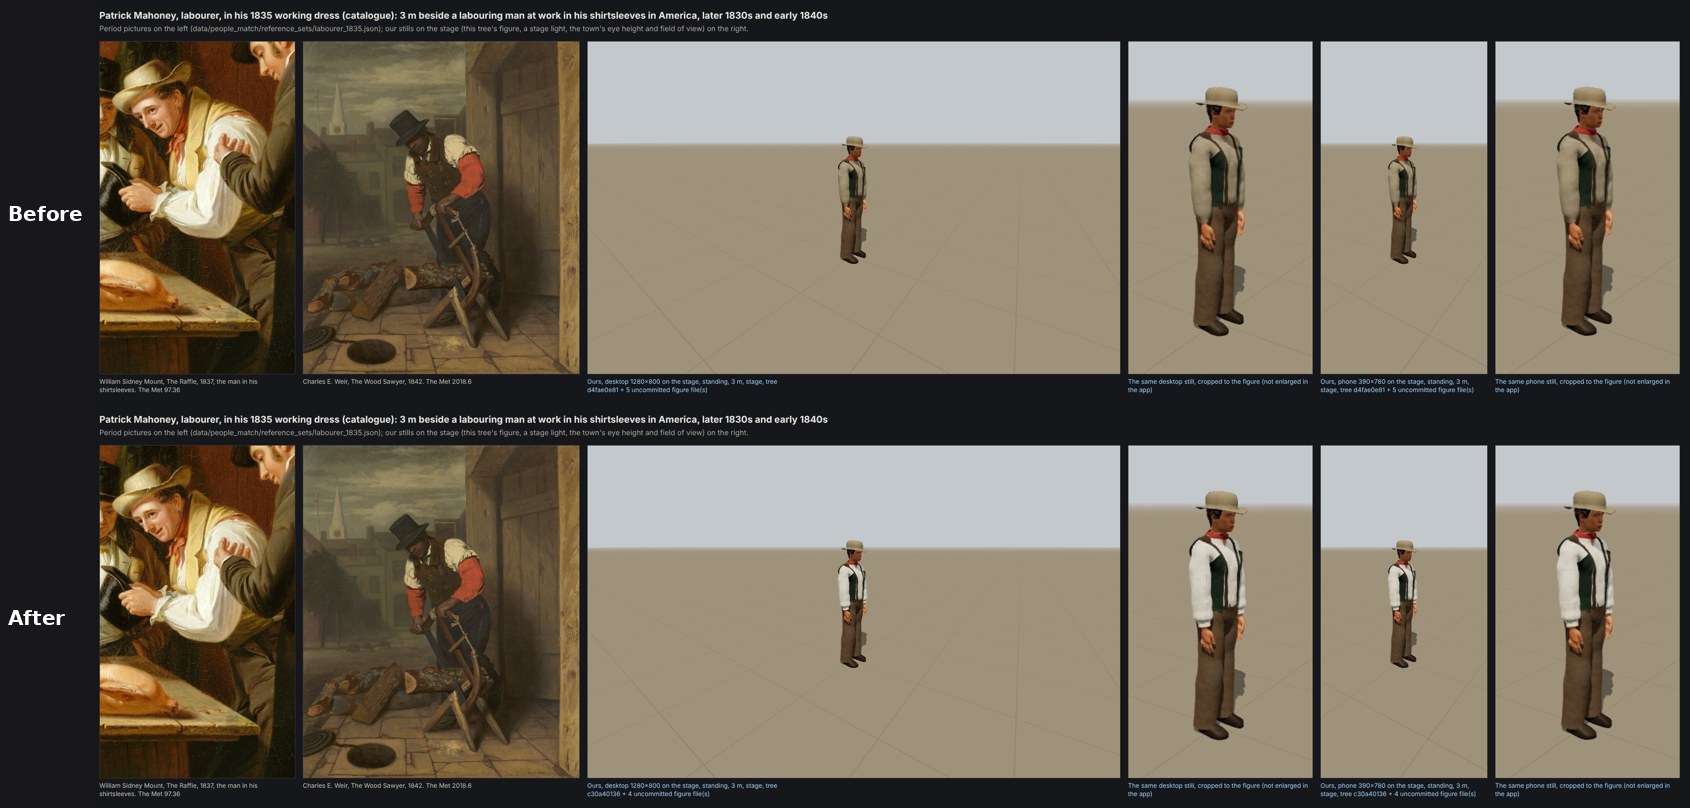 Patrick Mahoney, labourer, in his 1835 working dress (catalogue): 3 m beside a labouring man at work in his shirtsleeves in America, later 1830s and early 1840s
Period pictures on the left (data/people_match/reference_sets/labourer_1835.json); our stills on the stage (this tree's figure, a stage light, the town's eye height and field of view) on the right.
Before
William Sidney Mount, The Raffle, 1837, the man in his
shirtsleeves. The Met 97.36
Charles E. Weir, The Wood Sawyer, 1842. The Met 2018.6
Ours, desktop 1280×800 on the stage, standing, 3 m, stage, tree
d4fae0e81 + 5 uncommitted figure file(s)
The same desktop still, cropped to the figure (not enlarged in
the app)
Ours, phone 390×780 on the stage, standing, 3 m,
stage, tree d4fae0e81 + 5 uncommitted figure file(s)
The same phone still, cropped to the figure (not enlarged in
the app)
Patrick Mahoney, labourer, in his 1835 working dress (catalogue): 3 m beside a labouring man at work in his shirtsleeves in America, later 1830s and early 1840s
Period pictures on the left (data/people_match/reference_sets/labourer_1835.json); our stills on the stage (this tree's figure, a stage light, the town's eye height and field of view) on the right.
After
William Sidney Mount, The Raffle, 1837, the man in his
shirtsleeves. The Met 97.36
Charles E. Weir, The Wood Sawyer, 1842. The Met 2018.6
Ours, desktop 1280×800 on the stage, standing, 3 m, stage, tree
c30a40136 + 4 uncommitted figure file(s)
The same desktop still, cropped to the figure (not enlarged in
the app)
Ours, phone 390×780 on the stage, standing, 3 m,
stage, tree c30a40136 + 4 uncommitted figure file(s)
The same phone still, cropped to the figure (not enlarged in
the app)